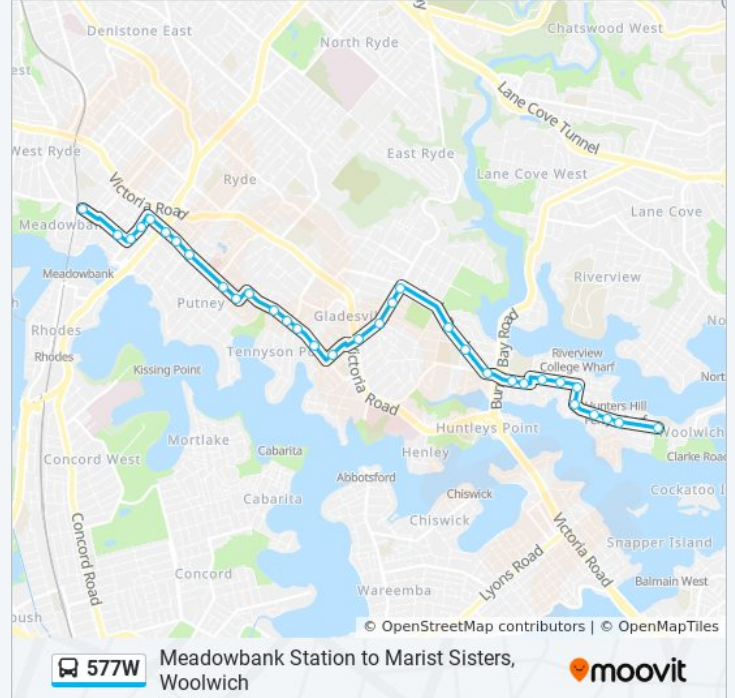 Denistone East
North Ryde
Chatswood West
Lane Cove Tunnel
West Ryde
East Ryde
Lane Cove West
Ryde
Victoria Road
Lane Cove
Meadowbank
Riverview
Putney
Gladesville
Bay Road
Rhodes
Tennyson
Rhodes
Kissing Point
Victoria Road
Riverview
College Wharf
Hunters Hill
Woolwich
Huntleys Point
Mortlake
Cabarita
Henley
Clarke Road
Concord West
Abbotsford
Chiswick
Cabarita
Chiswick
Concord Road
Victoria Road
Snapper Island
Concord
Lyons Road
Balmain West
Wareemba
© OpenStreetMap contributors | © OpenMapTiles
577W
Meadowbank Station to Marist Sisters,
Woolwich
moovit